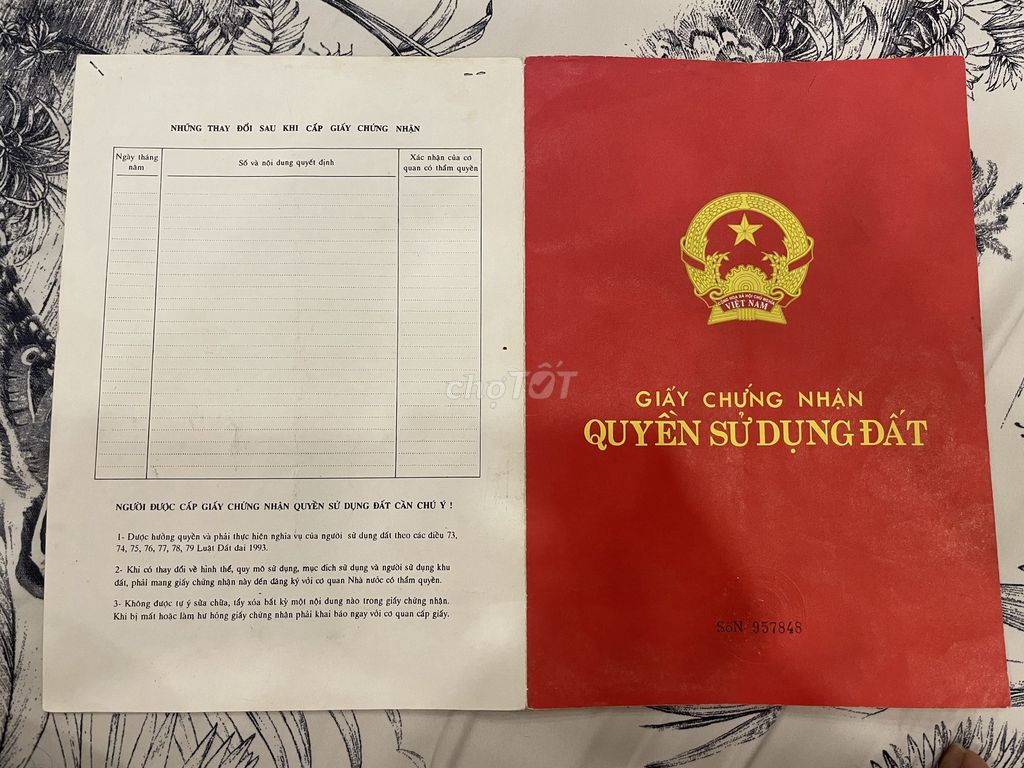 NHỮNG THAY ĐỔI SAU KHI CẤP GIẤY CHỨNG NHẬN
Ngày tháng năm
Số và nội dung quyết định
Xác nhận của cơ quan có thẩm quyền
NGƯỜI ĐƯỢC CẤP GIẤY CHỨNG NHẬN QUYỀN SỬ DỤNG ĐẤT CẦN CHÚ Ý !
1- Được hưởng quyền và phải thực hiện nghĩa vụ của người sử dụng đất theo các điều 73,
74, 75, 76, 77, 78, 79 Luật Đất đai 1993.
2- Khi có thay đổi về hình thể, quy mô sử dụng, mục đích sử dụng và người sử dụng khu
đất, phải mang giấy chứng nhận này đến đăng ký với cơ quan Nhà nước có thẩm quyền.
3- Không được tự ý sửa chữa, tẩy xóa bất kỳ một nội dung nào trong giấy chứng nhận.
Khi bị mất hoặc làm hư hỏng giấy chứng nhận phải khai báo ngay với cơ quan cấp giấy.
chợTỐT
CỘNG HÒA XÃ HỘI CHỦ NGHĨA
VIỆT NAM
GIẤY CHỨNG NHẬN
QUYỀN SỬ DỤNG ĐẤT
SốN 957848